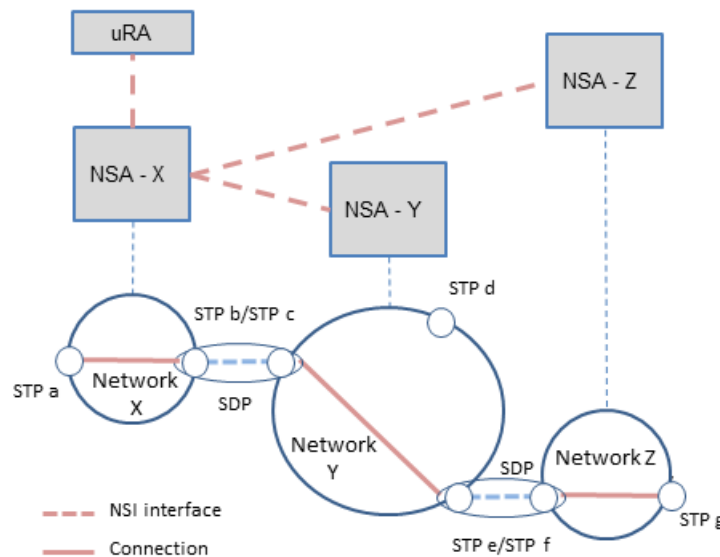 uRA
NSA - Z
NSA - X
NSA - Y
STP d
STP b/STP c
STP a
Network
X
SDP
Network
Y
SDP
Network Z
STP g
STP e/STP f
NSI interface
Connection